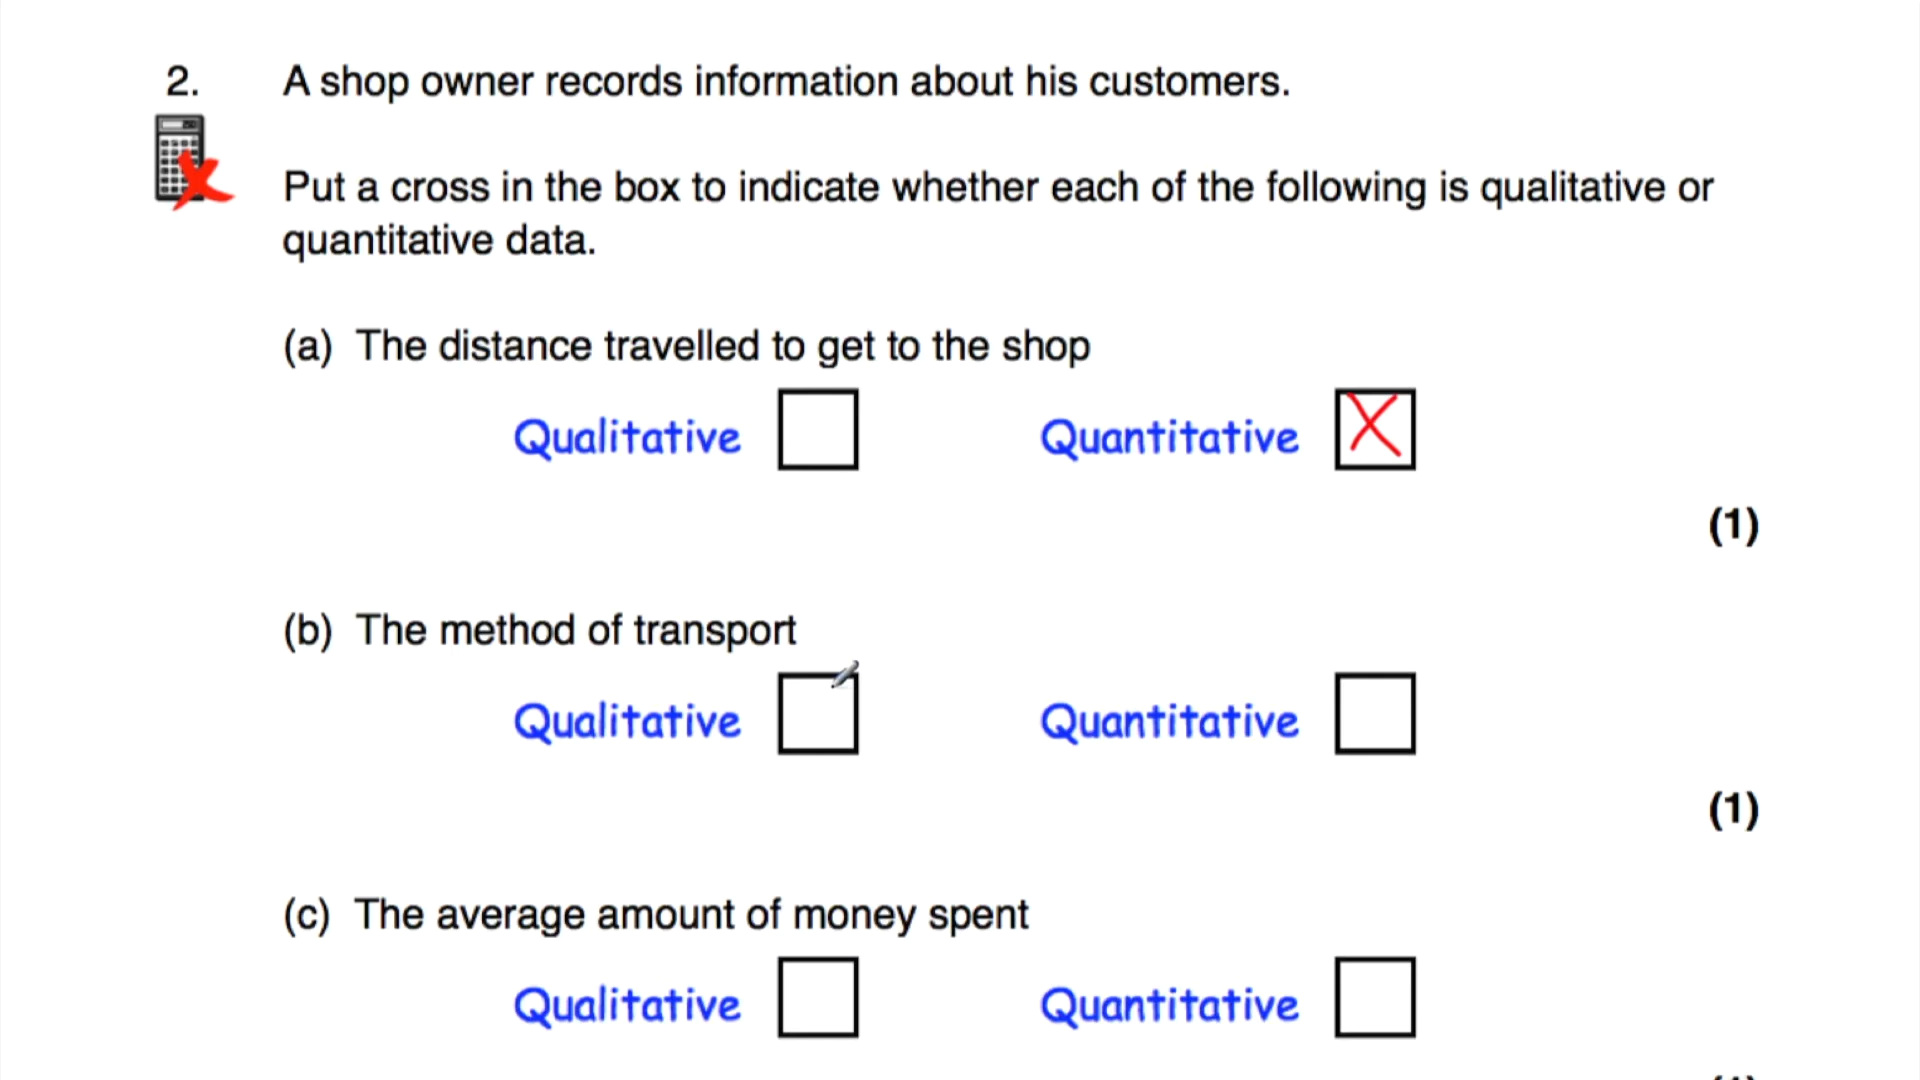 2. A shop owner records information about his customers.
Put a cross in the box to indicate whether each of the following is qualitative or
quantitative data.
(a) The distance travelled to get to the shop
Qualitative Quantitative X
(1)
(b) The method of transport
Qualitative Quantitative
(1)
(c) The average amount of money spent
Qualitative Quantitative